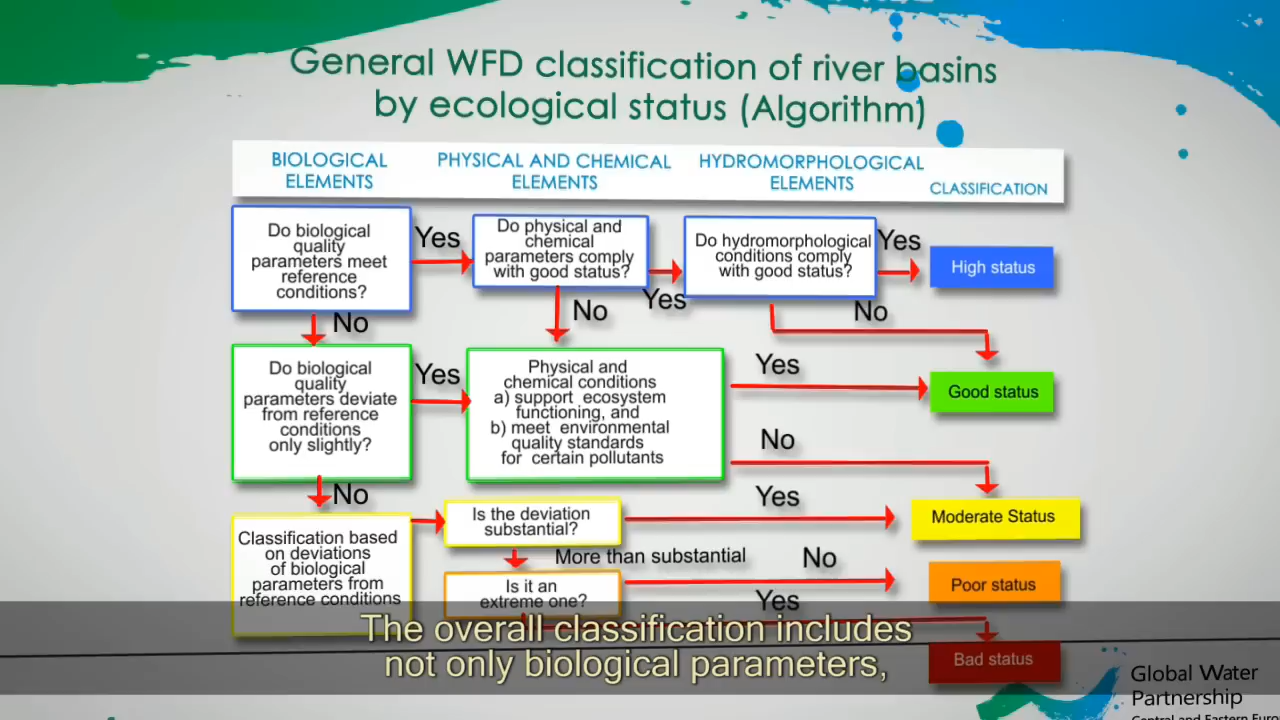 General WFD classification of river basins
by ecological status (Algorithm)
BIOLOGICAL
ELEMENTS
PHYSICAL AND CHEMICAL
ELEMENTS
HYDROMORPHOLOGICAL
ELEMENTS
CLASSIFICATION
Do biological
quality
parameters meet
reference
conditions?
Yes
Do physical and
chemical
parameters comply
with good status?
Yes
Do hydromorphological
conditions comply
with good status?
Yes
High status
No
No
No
Do biological
quality
parameters deviate
from reference
conditions
only slightly?
Yes
Physical and
chemical conditions
a) support ecosystem
functioning, and
b) meet environmental
quality standards
for certain pollutants
Yes
Good status
No
No
Classification based
on deviations
of biological
parameters from
reference conditions
Is the deviation
substantial?
Yes
Moderate Status
More than substantial
No
Is it an
extreme one?
Poor status
Yes
Bad status
The overall classification includes
not only biological parameters,
Global Water
Partnership
Central and Eastern Euro